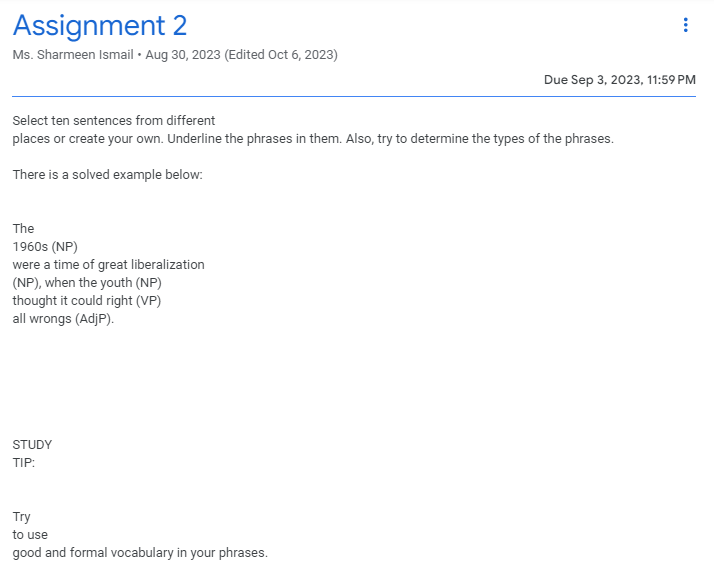 Assignment 2
Ms. Sharmeen Ismail • Aug 30, 2023 (Edited Oct 6, 2023)
Due Sep 3, 2023, 11:59 PM
Select ten sentences from different
places or create your own. Underline the phrases in them. Also, try to determine the types of the phrases.
There is a solved example below:
The
1960s (NP)
were a time of great liberalization
(NP), when the youth (NP)
thought it could right (VP)
all wrongs (AdjP).
STUDY
TIP:
Try
to use
good and formal vocabulary in your phrases.